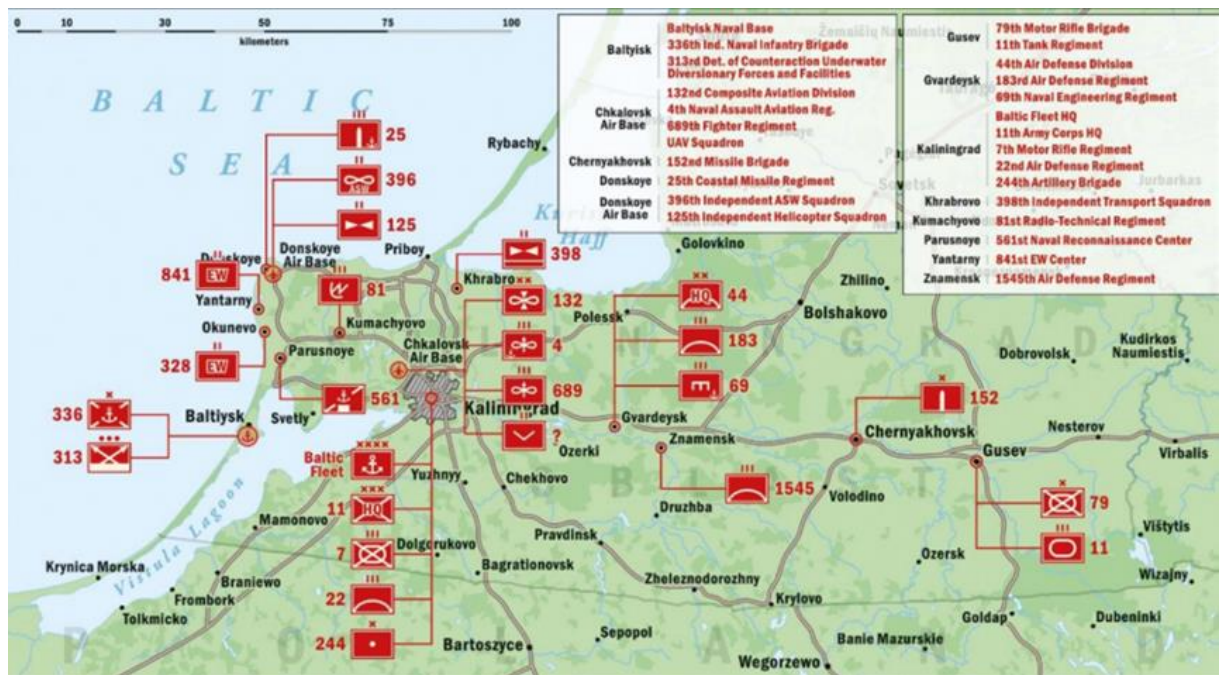 0 10 25 50 75 100
kilometers
BALTIC
SEA
Baltyisk
Baltyisk Naval Base
336th Ind. Naval Infantry Brigade
313rd Det. of Counteraction Underwater
Diversionary Forces and Facilities
Chkalovsk
Air Base
132nd Composite Aviation Division
4th Naval Assault Aviation Reg.
689th Fighter Regiment
UAV Squadron
Chernyakhovsk
152nd Missile Brigade
Donskoye
25th Coastal Missile Regiment
Donskoye
Air Base
396th Independent ASW Squadron
125th Independent Helicopter Squadron
Gusev
79th Motor Rifle Brigade
11th Tank Regiment
Gvardeysk
44th Air Defense Division
183rd Air Defense Regiment
69th Naval Engineering Regiment
Kaliningrad
Baltic Fleet HQ
11th Army Corps HQ
7th Motor Rifle Regiment
22nd Air Defense Regiment
244th Artillery Brigade
Khrabrovo
398th Independent Transport Squadron
Kumachyovo
81st Radio-Technical Regiment
Parusnoye
561st Naval Reconnaissance Center
Yantarny
841st EW Center
Znamensk
1545th Air Defense Regiment
25
Rybachy
396
ASW
125
Haff
Golovkino
Donskoye
Air Base
Priboy
398
841
EW
Khrabro
Zhilino
81
132
HQ
44
Yantarny
Bolshakovo
Okunevo
Kumachyovo
Polessk
Kudirkos
Naumiestis
Parusnoye
Chkalovsk
Air Base
4
183
Dobrovolsk
328
EW
689
69
561
152
336
Baltiysk
Svetly
Kaliningrad
Gvardeysk
Chernyakhovsk
Nesterov
313
?
Ozerki
Znamensk
Gusev
Virbalis
Baltic
Fleet
Yuzhnyy
Chekhovo
1545
Volodino
79
11
HQ
Druzhba
Mamonovo
Pravdinsk
Vištytis
7
Dolgorukovo
Ozersk
11
Krynica Morska
Vistula Lagoon
Braniewo
Bagrationovsk
Zheleznodorozhny
Wizajny
Frombork
22
Krylovo
Tolkmicko
Goldap
Dubeninki
244
Bartoszyce
Sepopol
Banie Mazurskie
Wegorzewo
POLAND